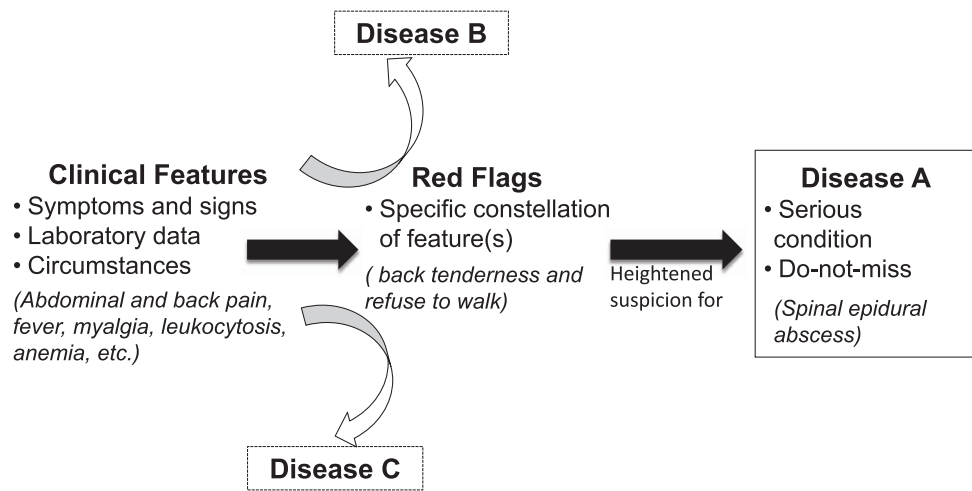 Disease B
Clinical Features
• Symptoms and signs
• Laboratory data
• Circumstances
(Abdominal and back pain,
fever, myalgia, leukocytosis,
anemia, etc.)
Red Flags
• Specific constellation
of feature(s)
( back tenderness and
refuse to walk)
Heightened
suspicion for
Disease A
• Serious
condition
• Do-not-miss
(Spinal epidural
abscess)
Disease C